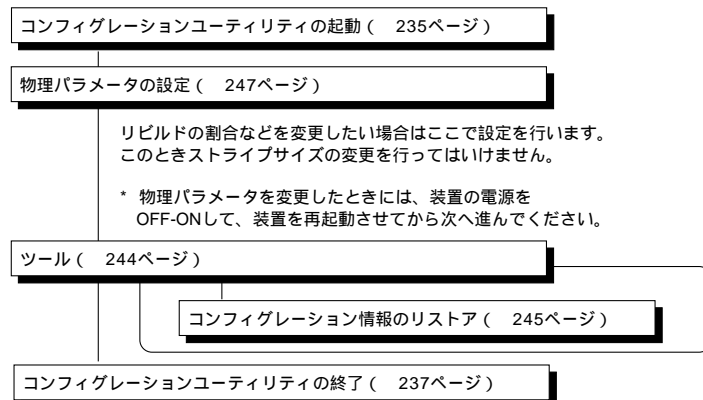 コンフィグレーションユーティリティの起動（　235ページ）
物理パラメータの設定（　247ページ）
リビルドの割合などを変更したい場合はここで設定を行います。
このときストライプサイズの変更を行ってはいけません。
* 物理パラメータを変更したときには、装置の電源を
OFF-ONして、装置を再起動させてから次へ進んでください。
ツール（　244ページ）
コンフィグレーション情報のリストア（　245ページ）
コンフィグレーションユーティリティの終了（　237ページ）